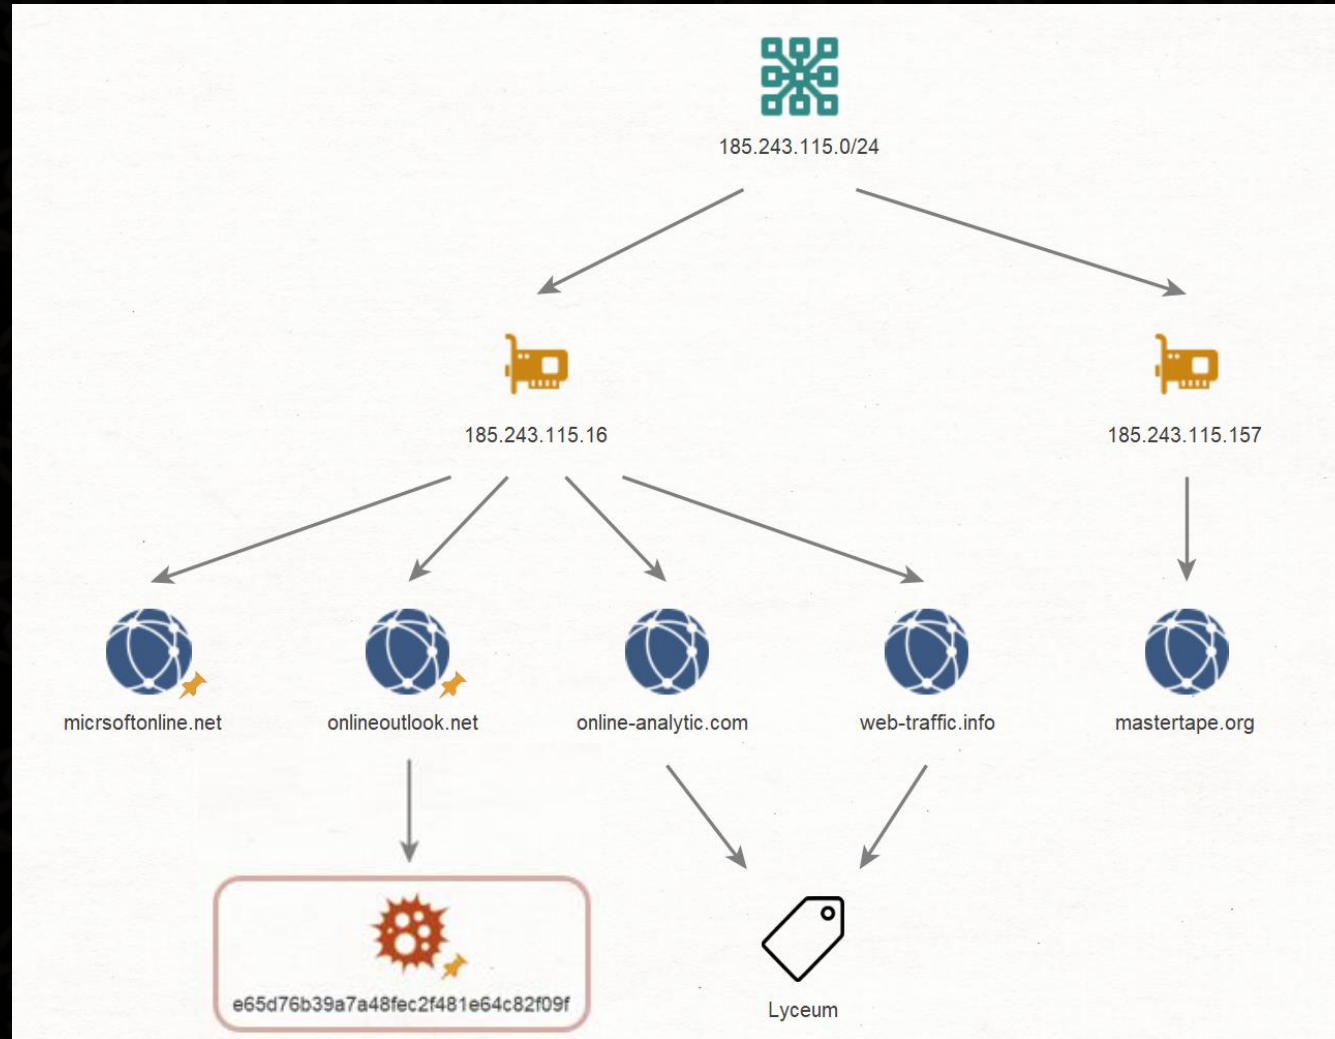 185.243.115.0/24
185.243.115.16
185.243.115.157
micrsoftonline.net
onlineoutlook.net
online-analytic.com
web-traffic.info
mastertape.org
e65d76b39a7a48fec2f481e64c82f09f
Lyceum